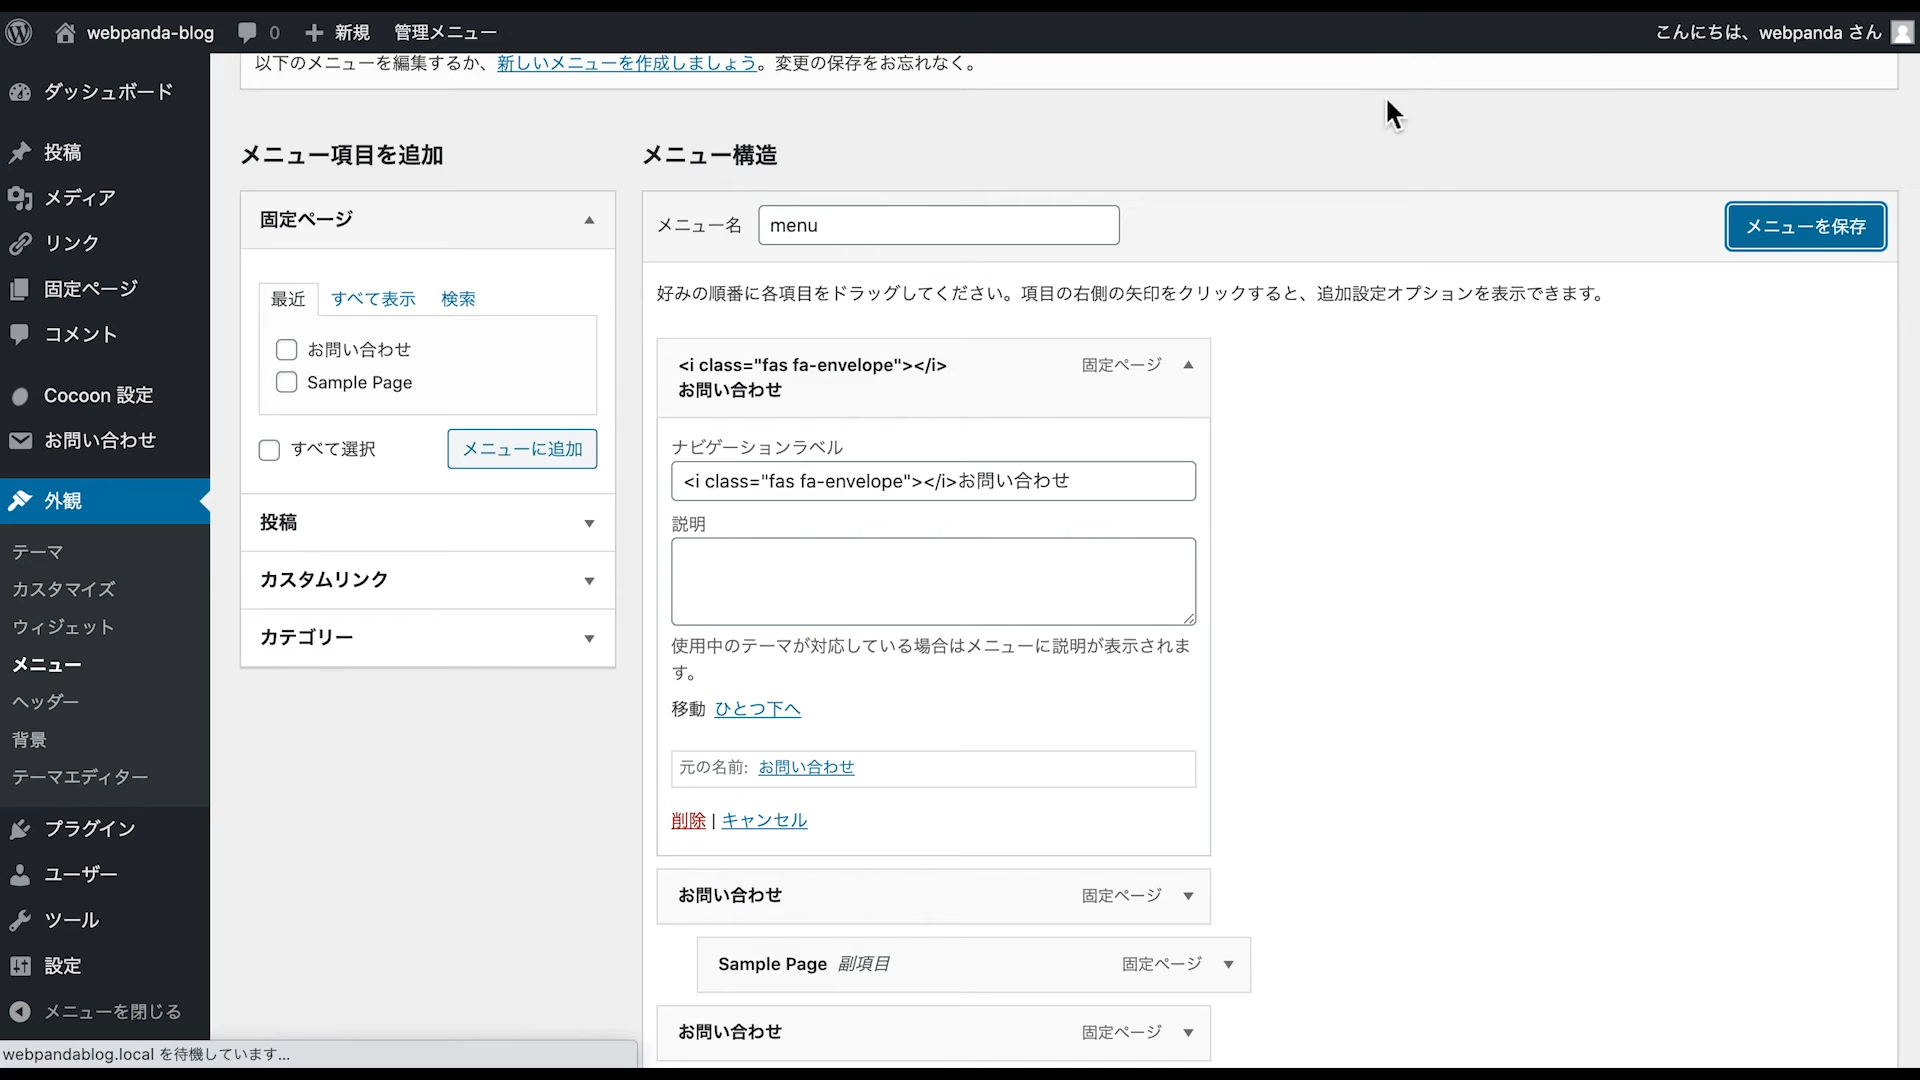 webpanda-blog 0 新規 管理メニュー こんにちは、webpanda さん
以下のメニューを編集するか、新しいメニューを作成しましょう。変更の保存をお忘れなく。
ダッシュボード
投稿
メディア
リンク
固定ページ
コメント
Cocoon 設定
お問い合わせ
外観
テーマ
カスタマイズ
ウィジェット
メニュー
ヘッダー
背景
テーマエディター
プラグイン
ユーザー
ツール
設定
メニューを閉じる
メニュー項目を追加
固定ページ
最近 すべて表示 検索
お問い合わせ
Sample Page
すべて選択 メニューに追加
投稿
カスタムリンク
カテゴリー
メニュー構造
メニュー名 menu メニューを保存
好みの順番に各項目をドラッグしてください。項目の右側の矢印をクリックすると、追加設定オプションを表示できます。
<i class="fas fa-envelope"></i> 固定ページ
お問い合わせ
ナビゲーションラベル
<i class="fas fa-envelope"></i>お問い合わせ
説明
使用中のテーマが対応している場合はメニューに説明が表示されま
す。
移動 ひとつ下へ
元の名前: お問い合わせ
削除 | キャンセル
お問い合わせ 固定ページ
Sample Page 副項目 固定ページ
お問い合わせ 固定ページ
webpandablog.local を待機しています...